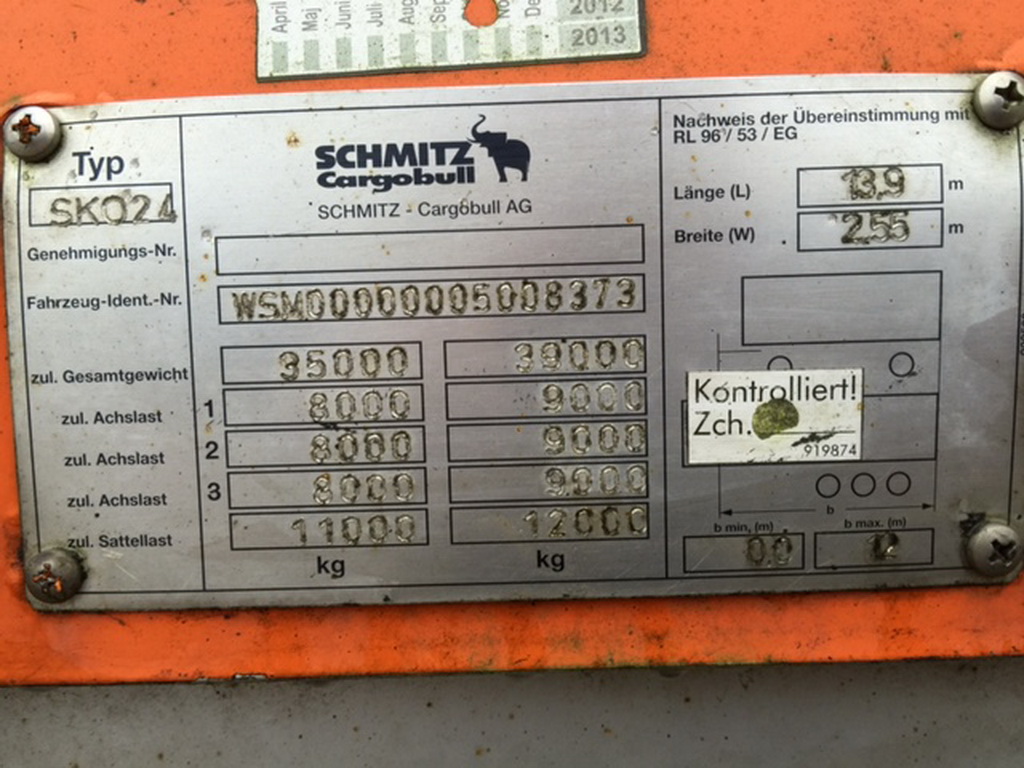 April
Maj
Juni
Juli
2012
2013
Typ
SKO24
SCHMITZ
Cargobull
SCHMITZ - Cargobull AG
Genehmigungs-Nr.
Fahrzeug-Ident.-Nr. WSM00000005008373
zul. Gesamtgewicht 35000 39000
zul. Achslast 1 8000 9000
zul. Achslast 2 8000 9000
zul. Achslast 3 8000 9000
zul. Sattellast 11000 12000
kg kg
Nachweis der Übereinstimmung mit
RL 96 / 53 / EG
Länge (L) 13.9 m
Breite (W) 2.55 m
Kontrolliert!
Zch.
919874
b
b min. (m) b max. (m)
0.0 12